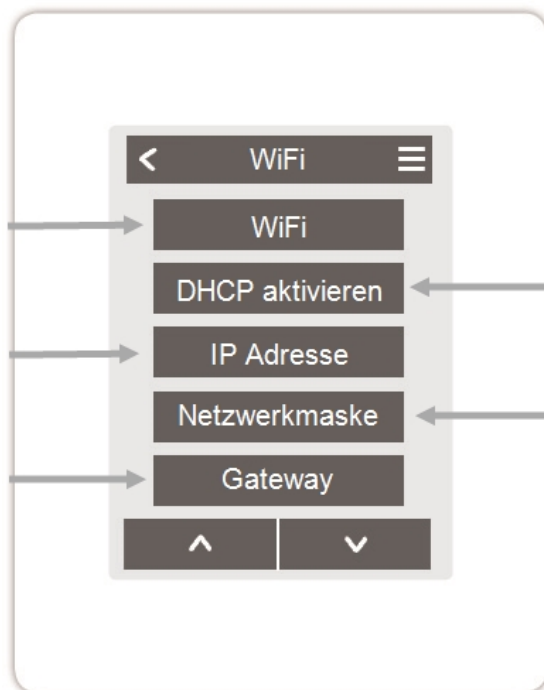 WiFi
WiFi
DHCP aktivieren
IP Adresse
Netzwerkmaske
Gateway